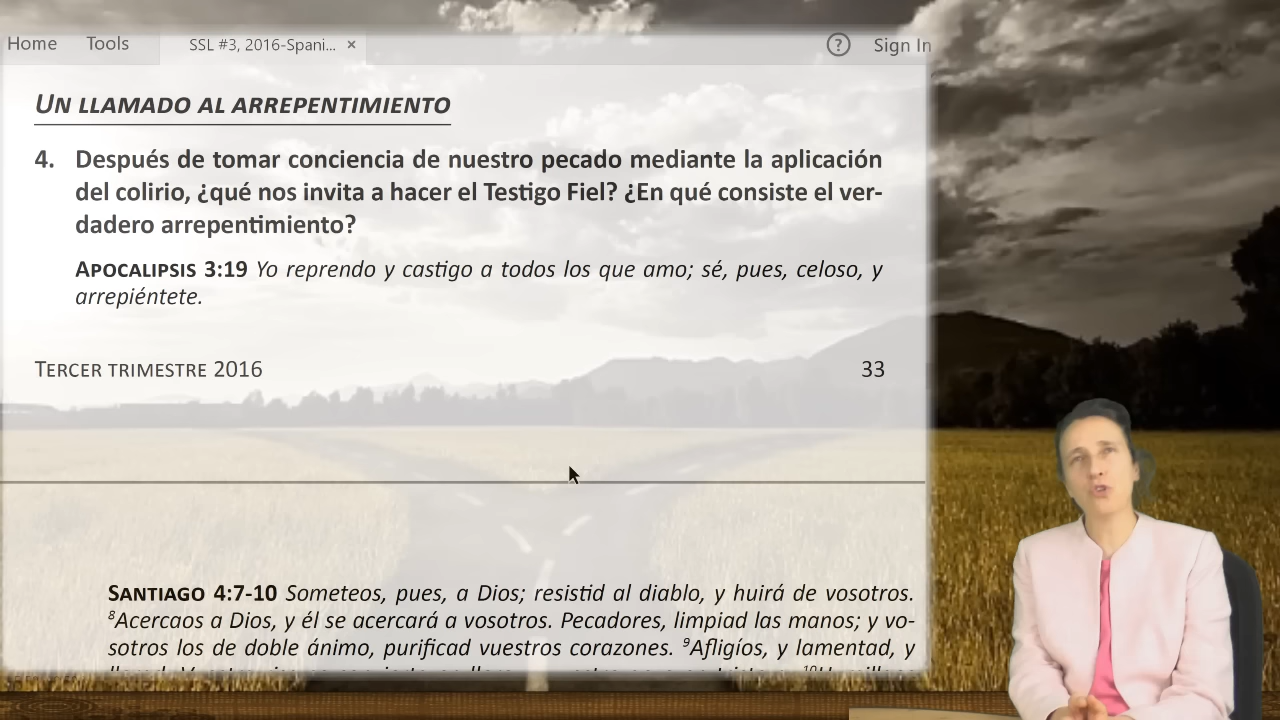 Home Tools SSL #3, 2016-Spani... × ? Sign In
UN LLAMADO AL ARREPENTIMIENTO
4. Después de tomar conciencia de nuestro pecado mediante la aplicación
del colirio, ¿qué nos invita a hacer el Testigo Fiel? ¿En qué consiste el ver-
dadero arrepentimiento?
APOCALIPSIS 3:19 Yo reprendo y castigo a todos los que amo; sé, pues, celoso, y
arrepiéntete.
TERCER TRIMESTRE 2016 33
SANTIAGO 4:7-10 Someteos, pues, a Dios; resistid al diablo, y huirá de vosotros.
⁸Acercaos a Dios, y él se acercará a vosotros. Pecadores, limpiad las manos; y vo-
sotros los de doble ánimo, purificad vuestros corazones. ⁹Afligíos, y lamentad, y